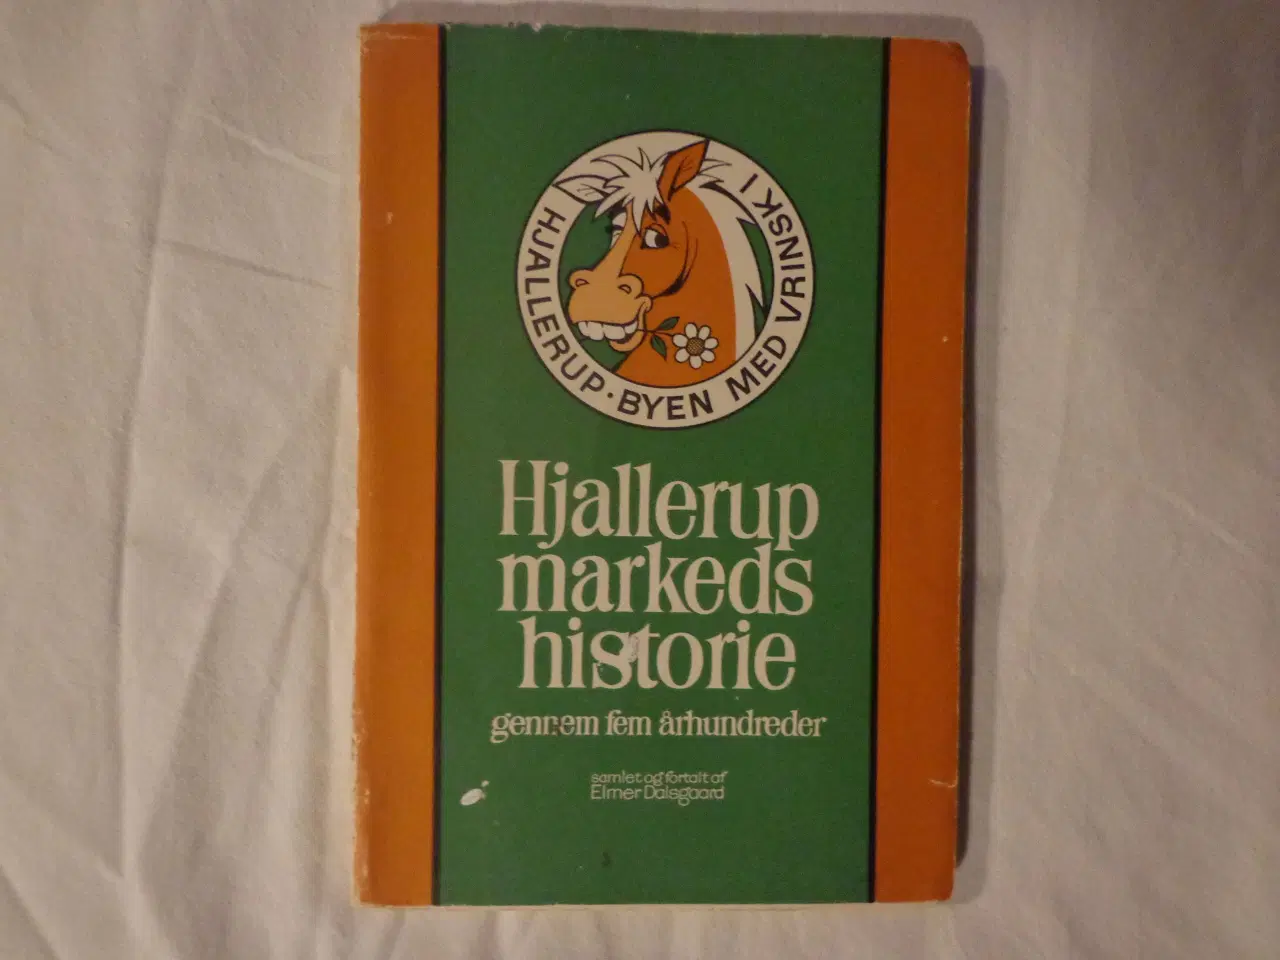 HJALLERUP · BYEN MED VRINSK I
Hjallerup
markeds
historie
gennem fem århundreder
samlet og fortalt af
Elmer Dalsgaard